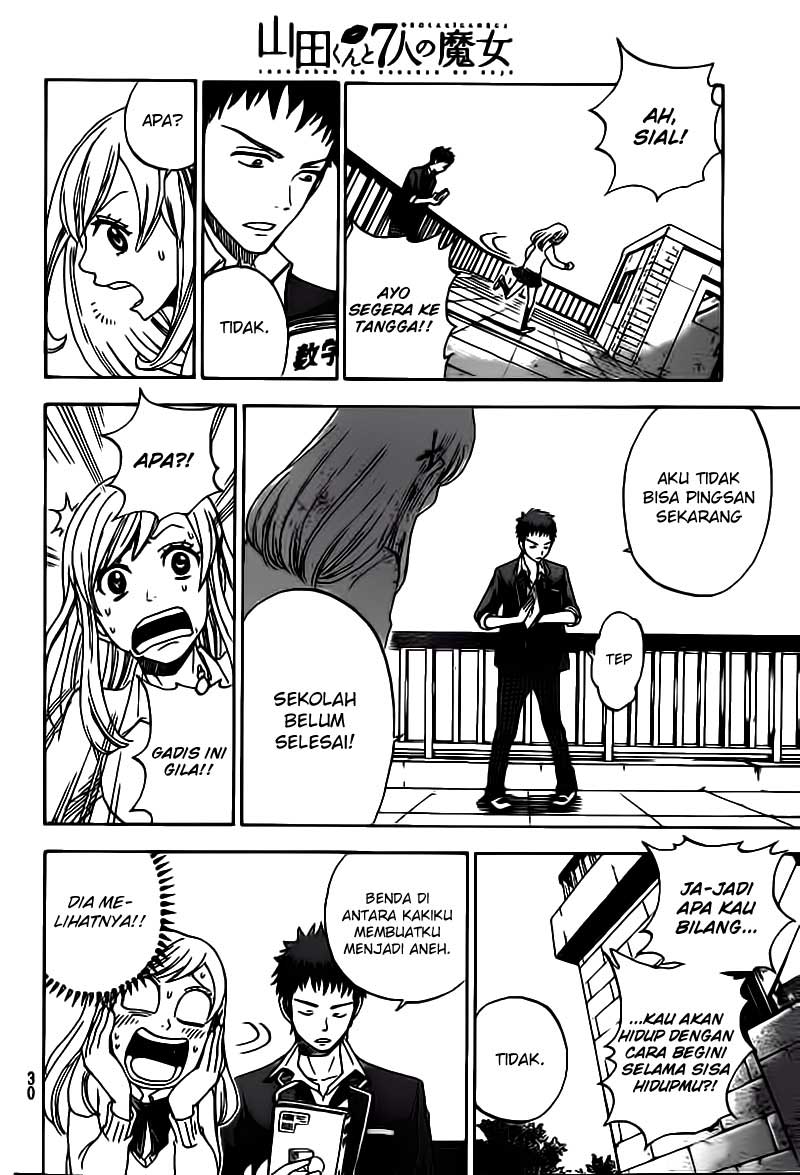 山田くんと7人の魔女
AH,
SIAL!
AYO
SEGERA KE
TANGGA!!
TIDAK.
数学
APA?
AKU TIDAK
BISA PINGSAN
SEKARANG
TEP
SEKOLAH
BELUM
SELESAI!
APA?!
GADIS INI
GILA!!
JA-JADI
APA KAU
BILANG...
...KAU AKAN
HIDUP DENGAN
CARA BEGINI
SELAMA SISA
HIDUPMU?!
TIDAK.
BENDA DI
ANTARA KAKIKU
MEMBUATKU
MENJADI ANEH.
DIA ME-
LIHATNYA!!
30